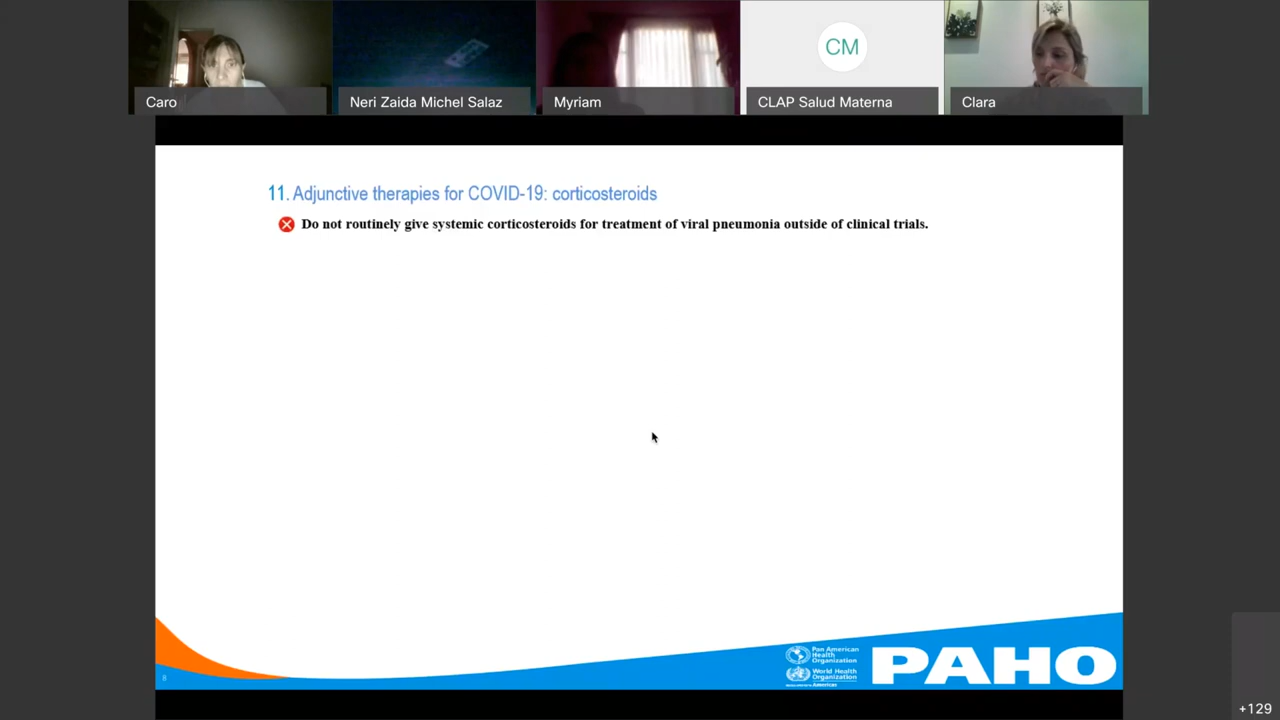 Caro
Neri Zaida Michel Salaz
Myriam
CM
CLAP Salud Materna
Clara
11. Adjunctive therapies for COVID-19: corticosteroids
Do not routinely give systemic corticosteroids for treatment of viral pneumonia outside of clinical trials.
8
Pan American
Health
Organization
World Health
Organization
PAHO
+129